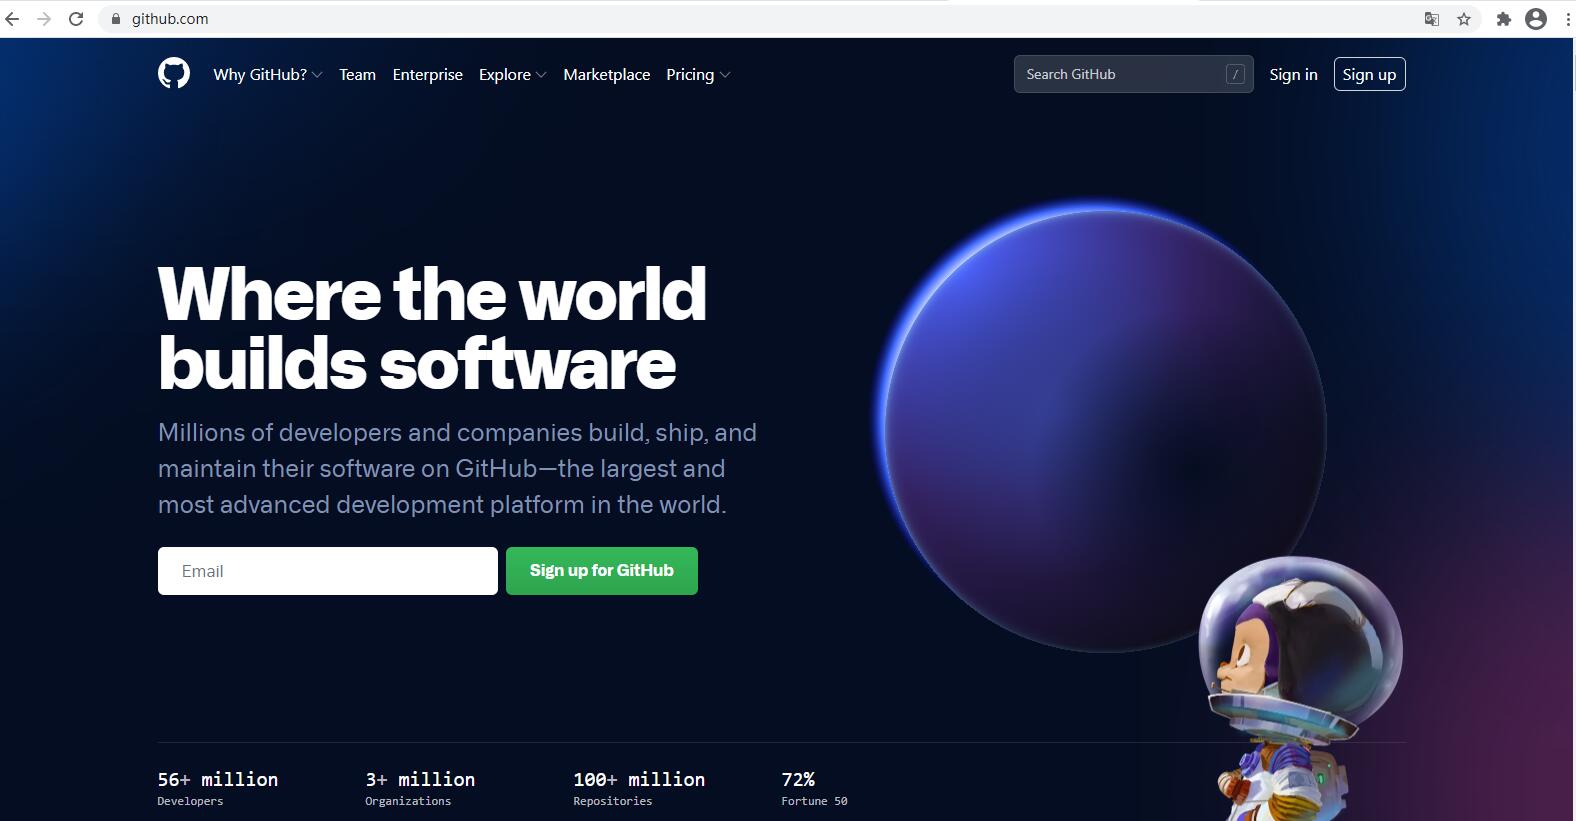 github.com
Why GitHub? Team Enterprise Explore Marketplace Pricing Search GitHub / Sign in Sign up
Where the world
builds software
Millions of developers and companies build, ship, and
maintain their software on GitHub—the largest and
most advanced development platform in the world.
Email Sign up for GitHub
56+ million 3+ million 100+ million 72%
Developers Organizations Repositories Fortune 50